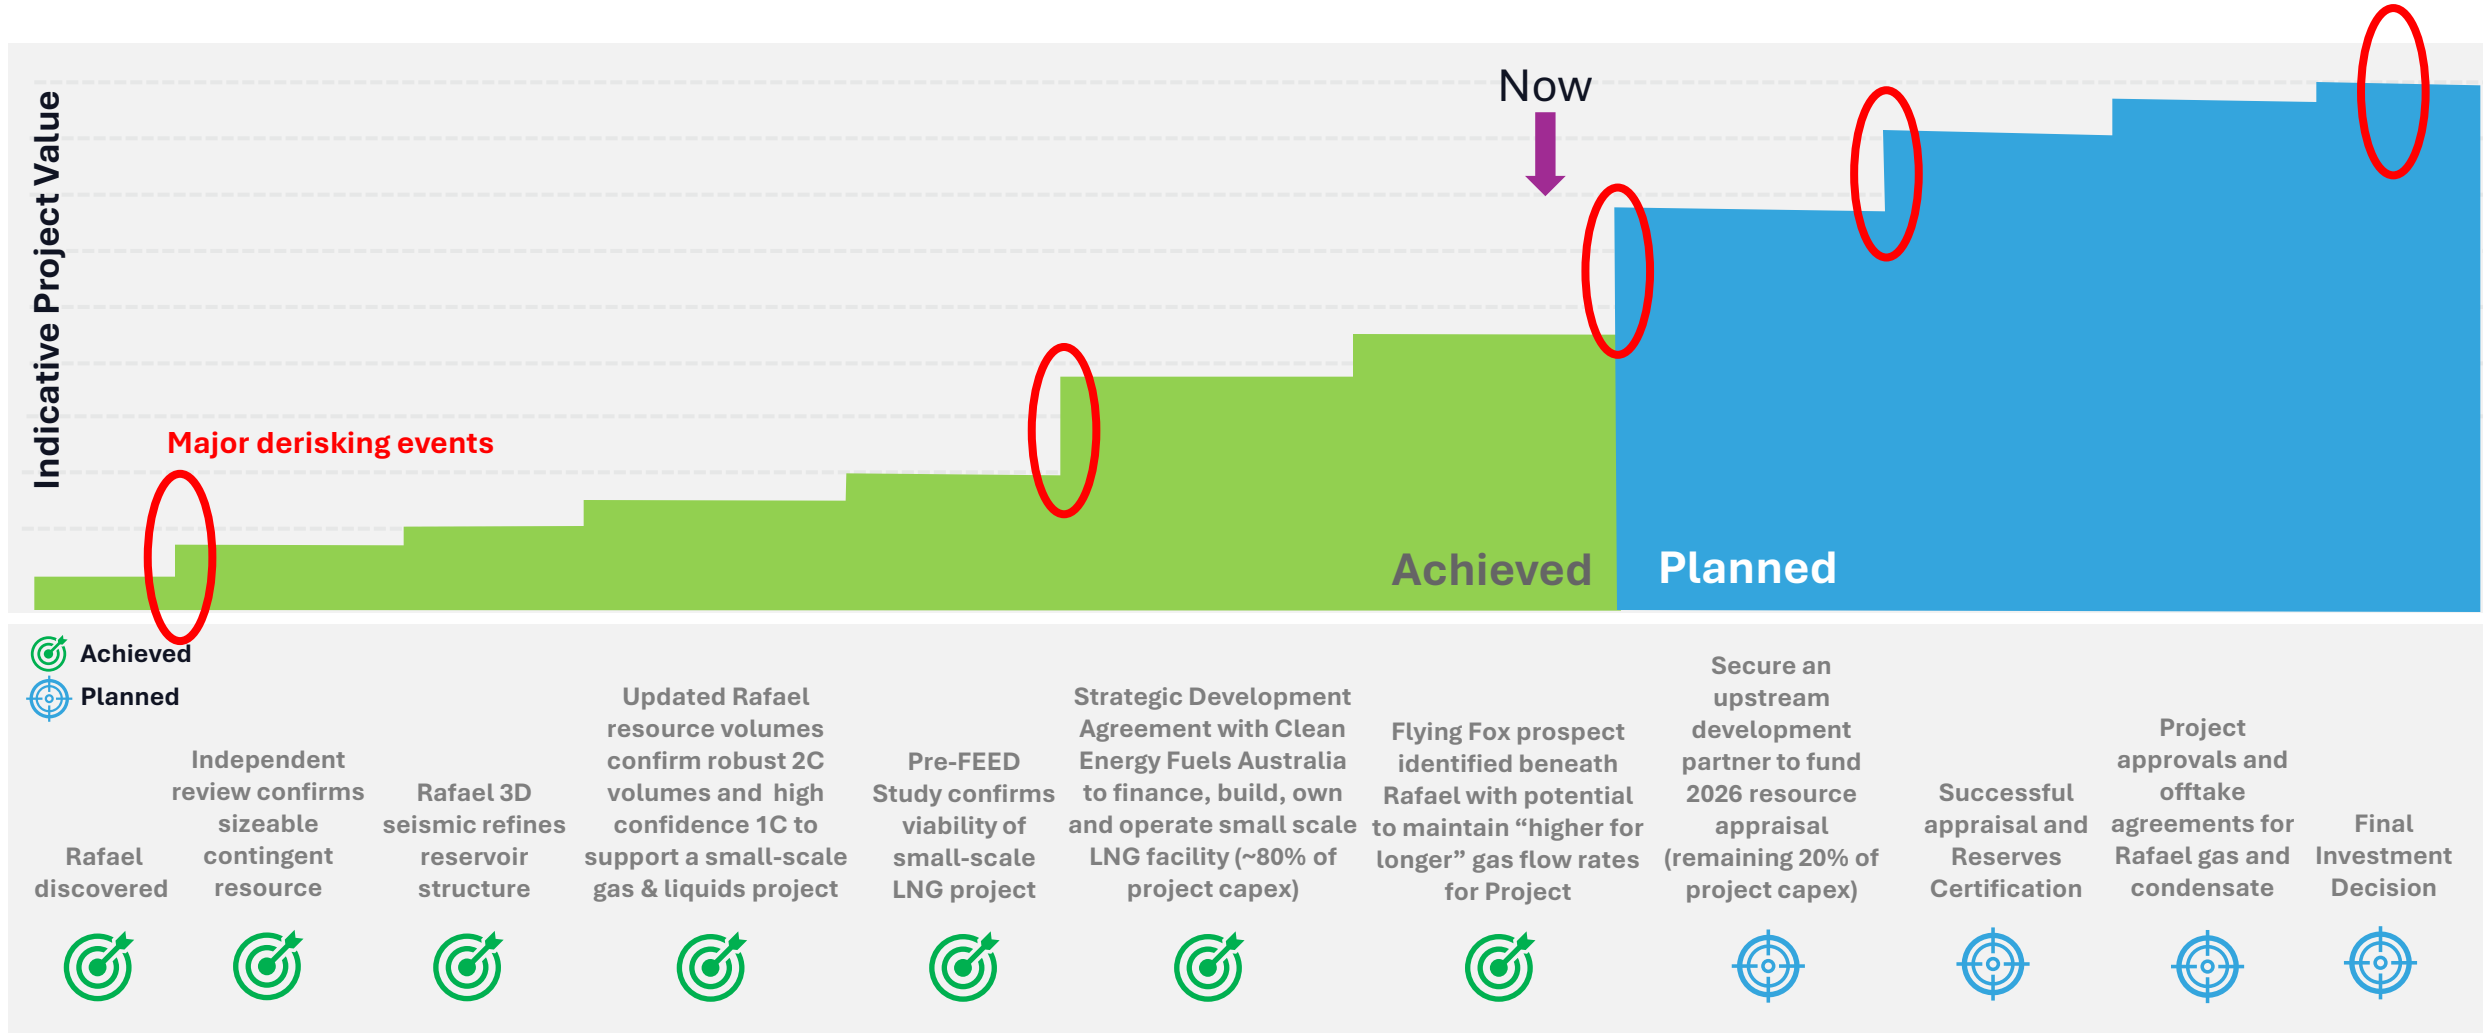 Indicative Project Value
Now
Major derisking events
Achieved
Planned
Achieved
Planned
Rafael
discovered
Independent
review confirms
sizeable
contingent
resource
Rafael 3D
seismic refines
reservoir
structure
Updated Rafael
resource volumes
confirm robust 2C
volumes and high
confidence 1C to
support a small-scale
gas & liquids project
Pre-FEED
Study confirms
viability of
small-scale
LNG project
Strategic Development
Agreement with Clean
Energy Fuels Australia
to finance, build, own
and operate small scale
LNG facility (~80% of
project capex)
Flying Fox prospect
identified beneath
Rafael with potential
to maintain “higher for
longer” gas flow rates
for Project
Secure an
upstream
development
partner to fund
2026 resource
appraisal
(remaining 20% of
project capex)
Successful
appraisal and
Reserves
Certification
Project
approvals and
offtake
agreements for
Rafael gas and
condensate
Final
Investment
Decision